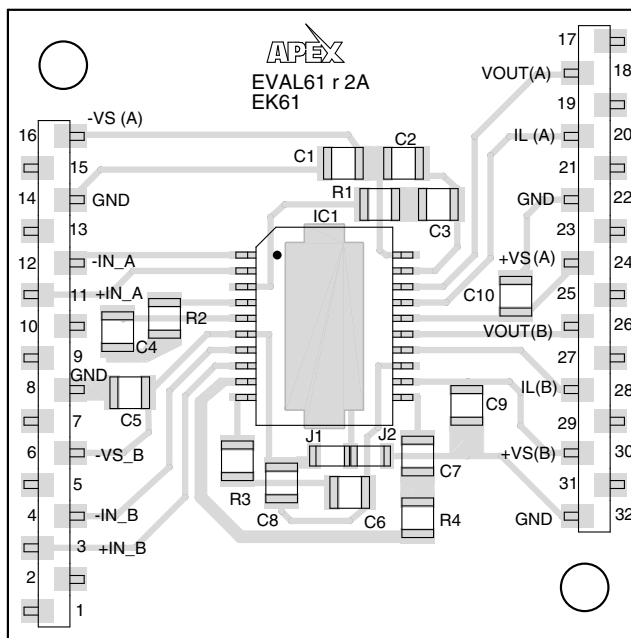 APEX
EVAL61 r 2A
EK61
17
VOUT(A)
18
-VS (A)
19
16
C1
C2
IL (A)
20
15
21
14
GND
R1
GND
22
IC1
C3
13
23
12
-IN_A
+VS(A)
24
11
+IN_A
C10
25
10
R2
VOUT(B)
26
C4
9
27
GND
8
C5
IL(B)
28
C9
7
29
J1
J2
6
-VS_B
+VS(B)
30
C7
5
R3
31
4
-IN_B
C8
C6
R4
GND
32
3
+IN_B
2
1